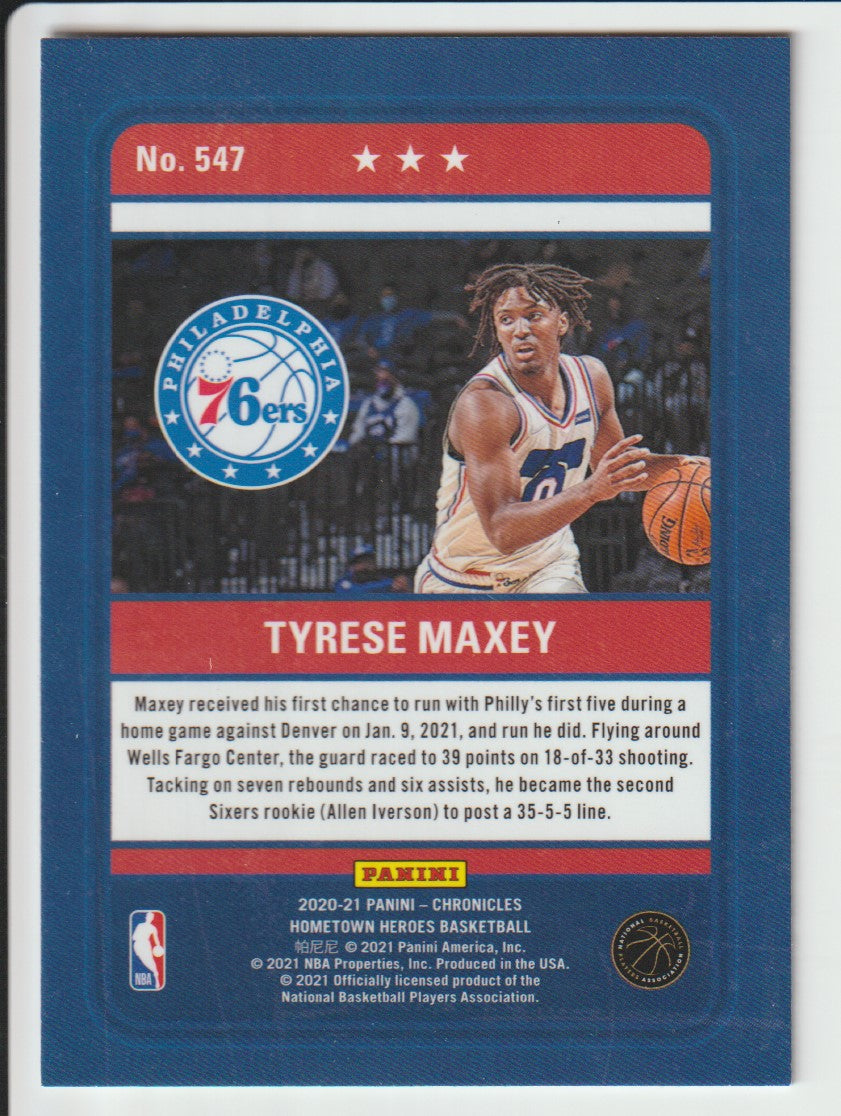 No. 547 ★ ★ ★
PHILADELPHIA
76ers
0
TYRESE MAXEY
Maxey received his first chance to run with Philly's first five during a
home game against Denver on Jan. 9, 2021, and run he did. Flying around
Wells Fargo Center, the guard raced to 39 points on 18-of-33 shooting.
Tacking on seven rebounds and six assists, he became the second
Sixers rookie (Allen Iverson) to post a 35-5-5 line.
PANINI
2020-21 PANINI – CHRONICLES
HOMETOWN HEROES BASKETBALL
帕尼尼 © 2021 Panini America, Inc.
© 2021 NBA Properties, Inc. Produced in the USA.
© 2021 Officially licensed product of the
National Basketball Players Association.
NBA
NATIONAL BASKETBALL
PLAYERS ASSOCIATION